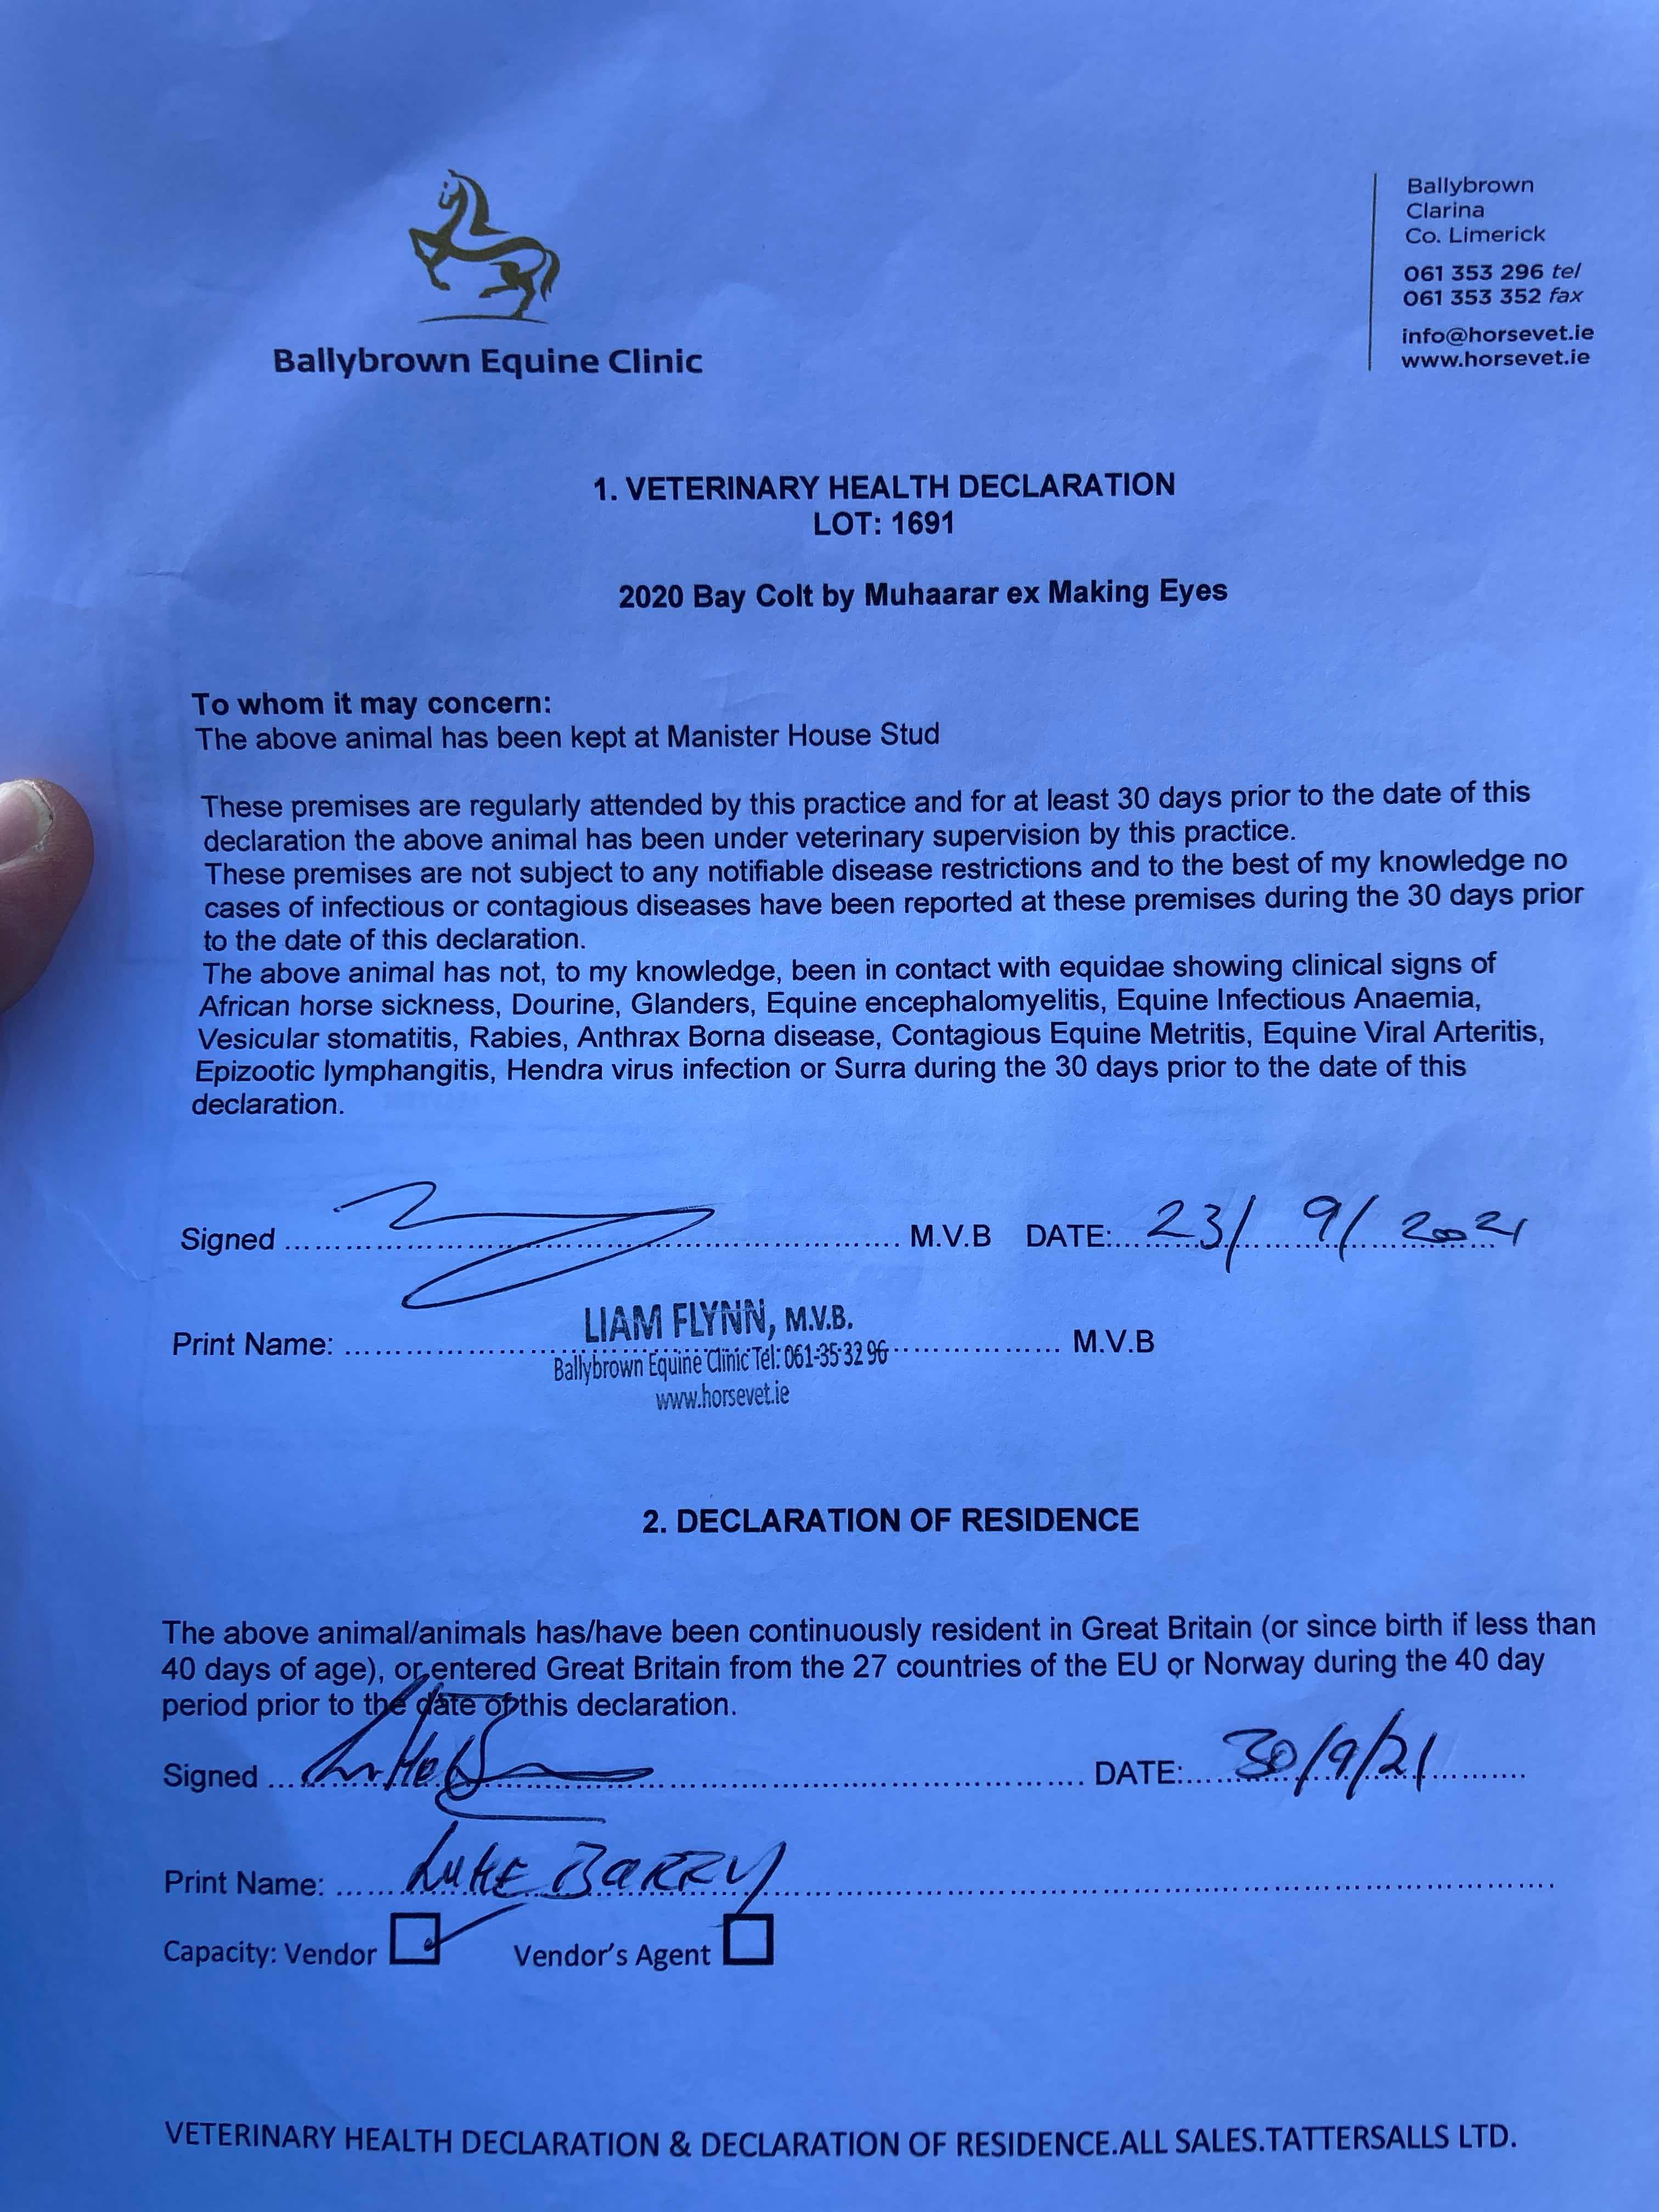 Ballybrown Equine Clinic
Ballybrown
Clarina
Co. Limerick
061 353 296 tel
061 353 352 fax
info@horsevet.ie
www.horsevet.ie
1. VETERINARY HEALTH DECLARATION
LOT: 1691
2020 Bay Colt by Muhaarar ex Making Eyes
To whom it may concern:
The above animal has been kept at Manister House Stud
These premises are regularly attended by this practice and for at least 30 days prior to the date of this
declaration the above animal has been under veterinary supervision by this practice.
These premises are not subject to any notifiable disease restrictions and to the best of my knowledge no
cases of infectious or contagious diseases have been reported at these premises during the 30 days prior
to the date of this declaration.
The above animal has not, to my knowledge, been in contact with equidae showing clinical signs of
African horse sickness, Dourine, Glanders, Equine encephalomyelitis, Equine Infectious Anaemia,
Vesicular stomatitis, Rabies, Anthrax Borna disease, Contagious Equine Metritis, Equine Viral Arteritis,
Epizootic lymphangitis, Hendra virus infection or Surra during the 30 days prior to the date of this
declaration.
Signed .......... M.V.B DATE:... 23/ 9/ 2021
LIAM FLYNN, M.V.B.
Print Name: .......... M.V.B
Ballybrown Equine Clinic Tel: 061-35 32 96
www.horsevet.ie
2. DECLARATION OF RESIDENCE
The above animal/animals has/have been continuously resident in Great Britain (or since birth if less than
40 days of age), or entered Great Britain from the 27 countries of the EU or Norway during the 40 day
period prior to the date of this declaration.
Signed .......... DATE:... 30/9/21
Print Name: ...... LUKE BARRY
Capacity: Vendor ✓ Vendor's Agent
VETERINARY HEALTH DECLARATION & DECLARATION OF RESIDENCE.ALL SALES.TATTERSALLS LTD.